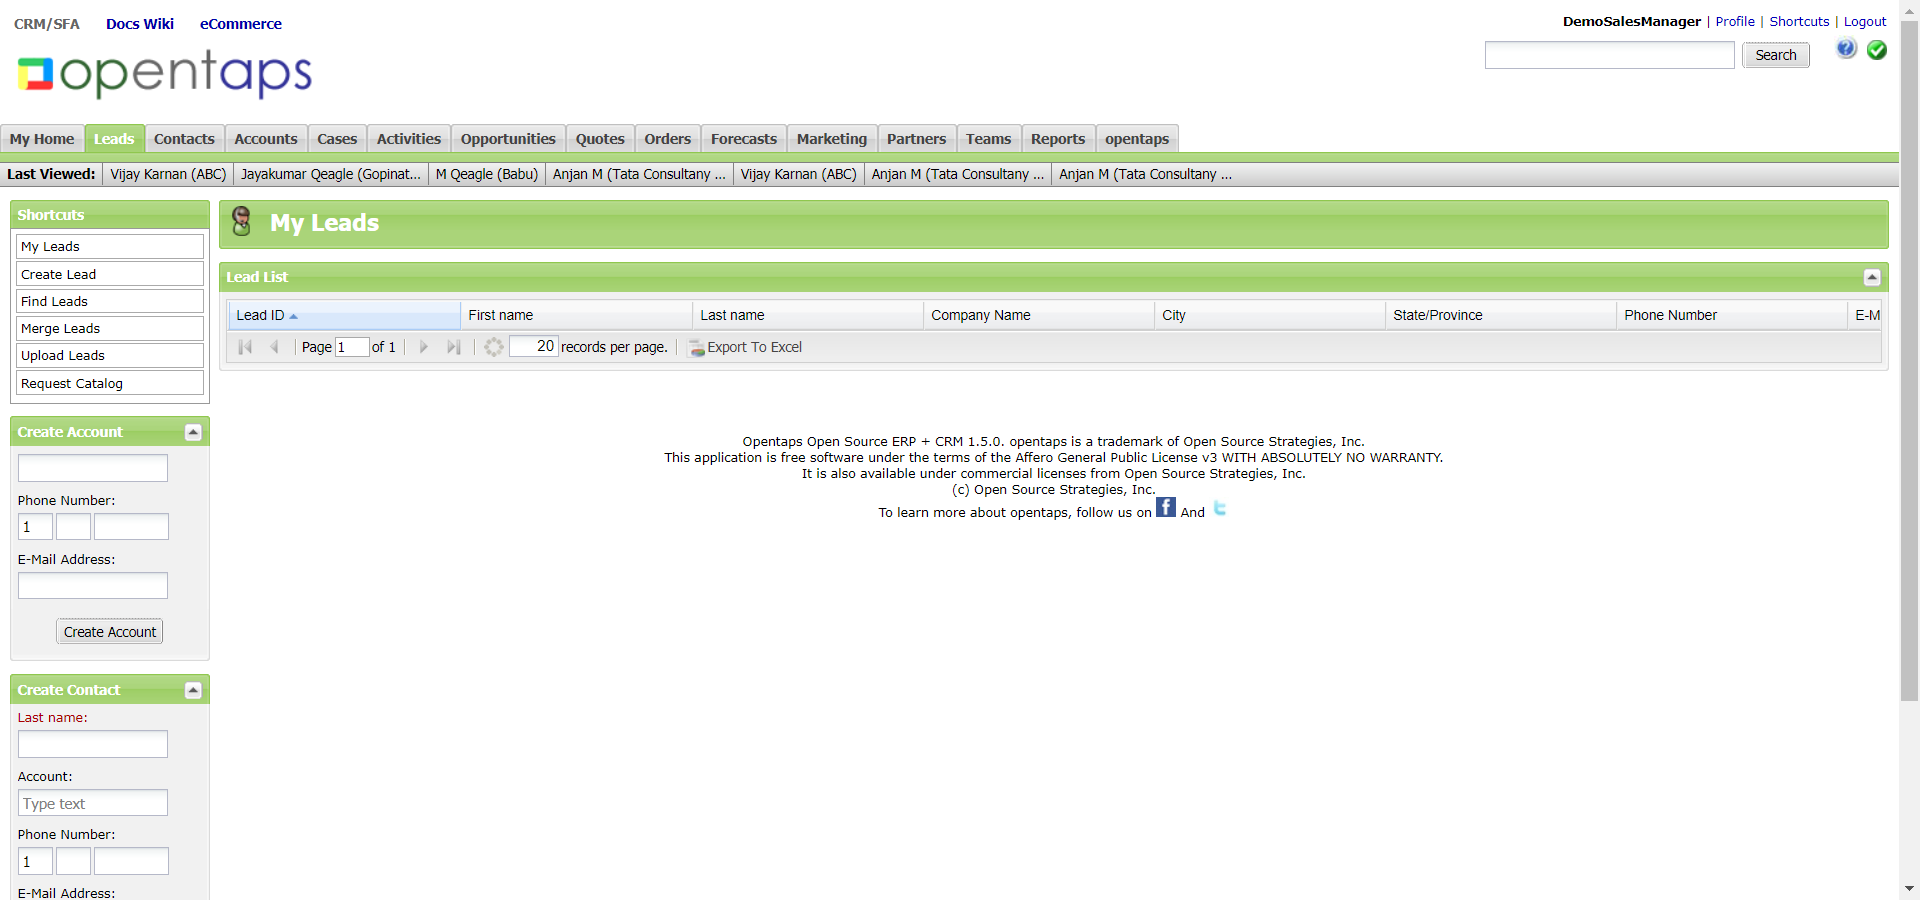 CRM/SFA Docs Wiki eCommerce
DemoSalesManager | Profile | Shortcuts | Logout
Search
opentaps
My Home Leads Contacts Accounts Cases Activities Opportunities Quotes Orders Forecasts Marketing Partners Teams Reports opentaps
Last Viewed: Vijay Karnan (ABC) Jayakumar Qeagle (Gopinat... M Qeagle (Babu) Anjan M (Tata Consultany ... Vijay Karnan (ABC) Anjan M (Tata Consultany ... Anjan M (Tata Consultany ...
Shortcuts
My Leads
Create Lead
Find Leads
Merge Leads
Upload Leads
Request Catalog
Create Account
Phone Number:
1
E-Mail Address:
Create Account
Create Contact
Last name:
Account:
Type text
Phone Number:
1
E-Mail Address:
My Leads
Lead List
Lead ID First name Last name Company Name City State/Province Phone Number E-M
Page 1 of 1 20 records per page. Export To Excel
Opentaps Open Source ERP + CRM 1.5.0. opentaps is a trademark of Open Source Strategies, Inc.
This application is free software under the terms of the Affero General Public License v3 WITH ABSOLUTELY NO WARRANTY.
It is also available under commercial licenses from Open Source Strategies, Inc.
(c) Open Source Strategies, Inc.
To learn more about opentaps, follow us on f And t